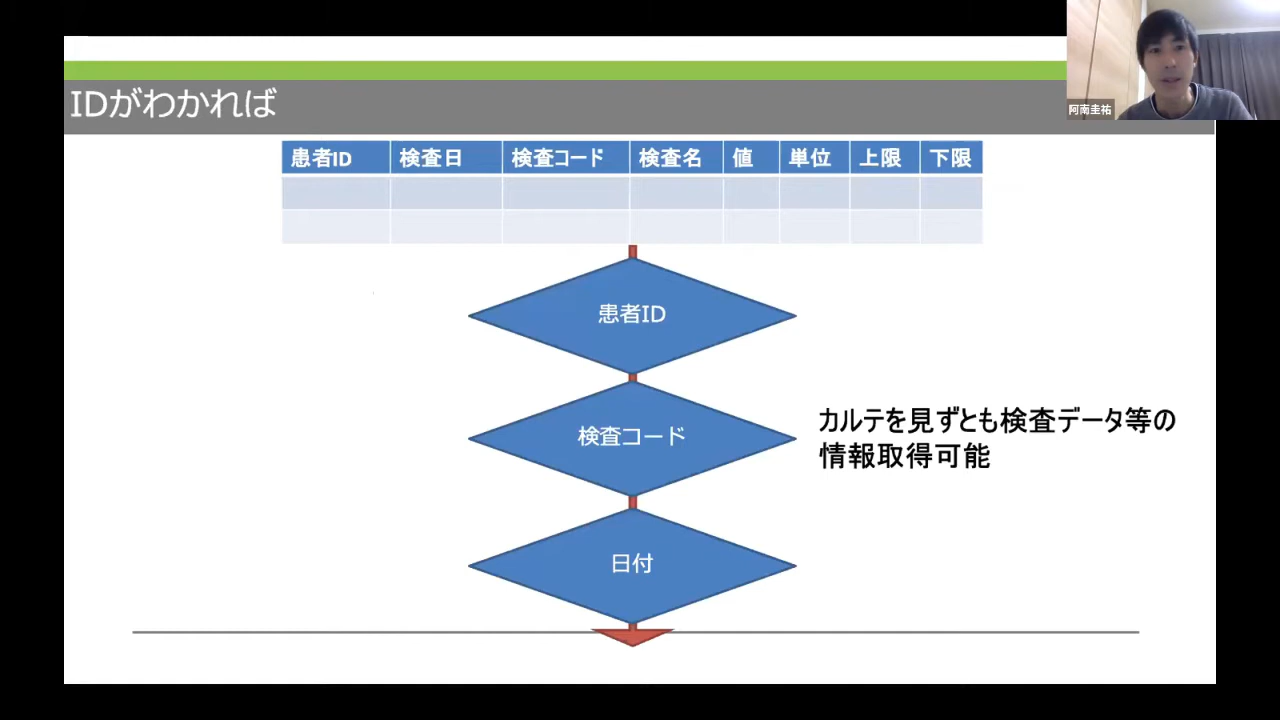 IDがわかれば
阿南圭祐
患者ID 検査日 検査コード 検査名 値 単位 上限 下限
患者ID
検査コード
カルテを見ずとも検査データ等の
情報取得可能
日付